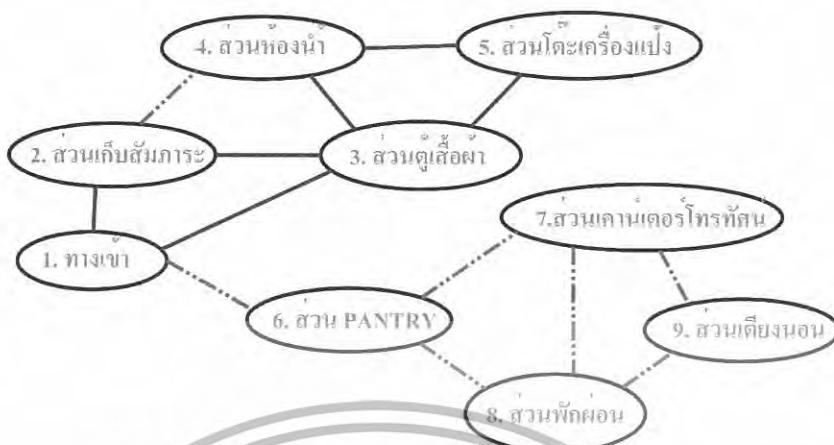 4. ส่วนห้องน้ำ
5. ส่วนโต๊ะเครื่องแป้ง
2. ส่วนเก็บสัมภาระ
3. ส่วนตู้เสื้อผ้า
7.ส่วนเคาน์เตอร์โทรทัศน์
1. ทางเข้า
6. ส่วน PANTRY
9. ส่วนเตียงนอน
8. ส่วนพักผ่อน